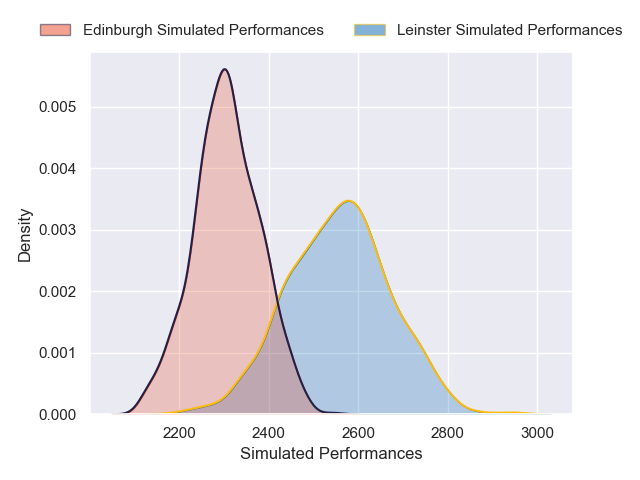 Edinburgh Simulated Performances
Leinster Simulated Performances
Density
0.005
0.004
0.003
0.002
0.001
0.000
2200 2400 2600 2800 3000
Simulated Performances